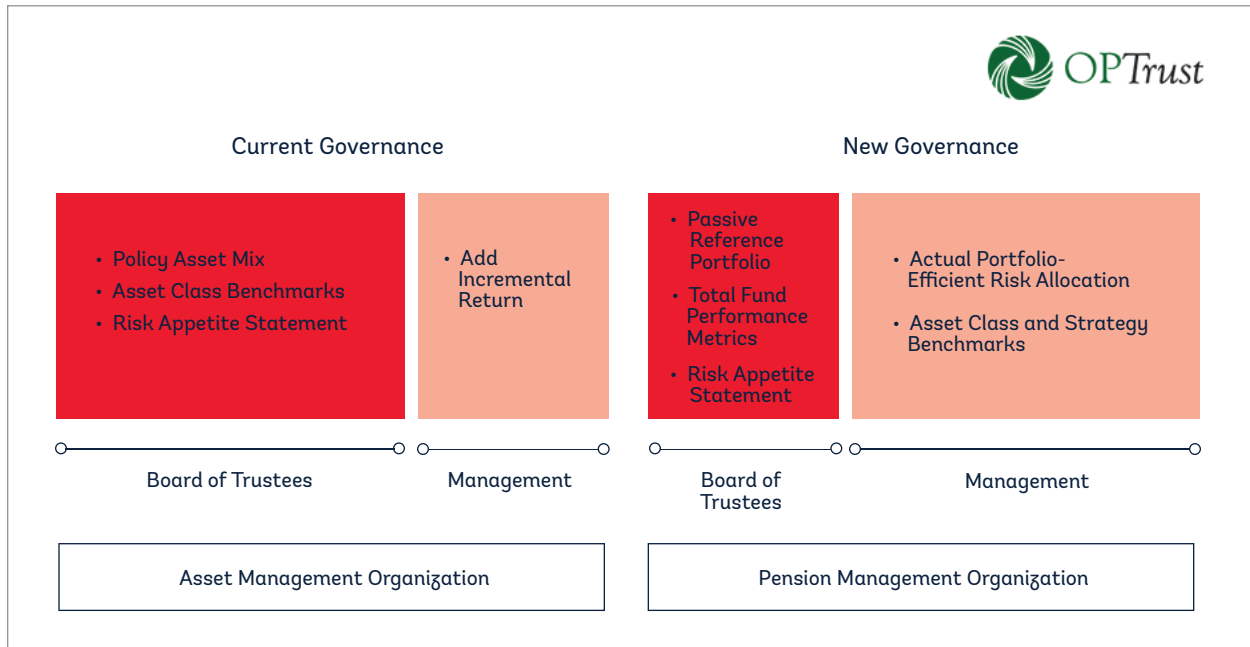 OPTrust
Current Governance
• Policy Asset Mix
• Asset Class Benchmarks
• Risk Appetite Statement
• Add
Incremental
Return
Board of Trustees
Management
Asset Management Organization
New Governance
• Passive
Reference
Portfolio
• Total Fund
Performance
Metrics
• Risk Appetite
Statement
• Actual Portfolio-
Efficient Risk Allocation
• Asset Class and Strategy
Benchmarks
Board of
Trustees
Management
Pension Management Organization